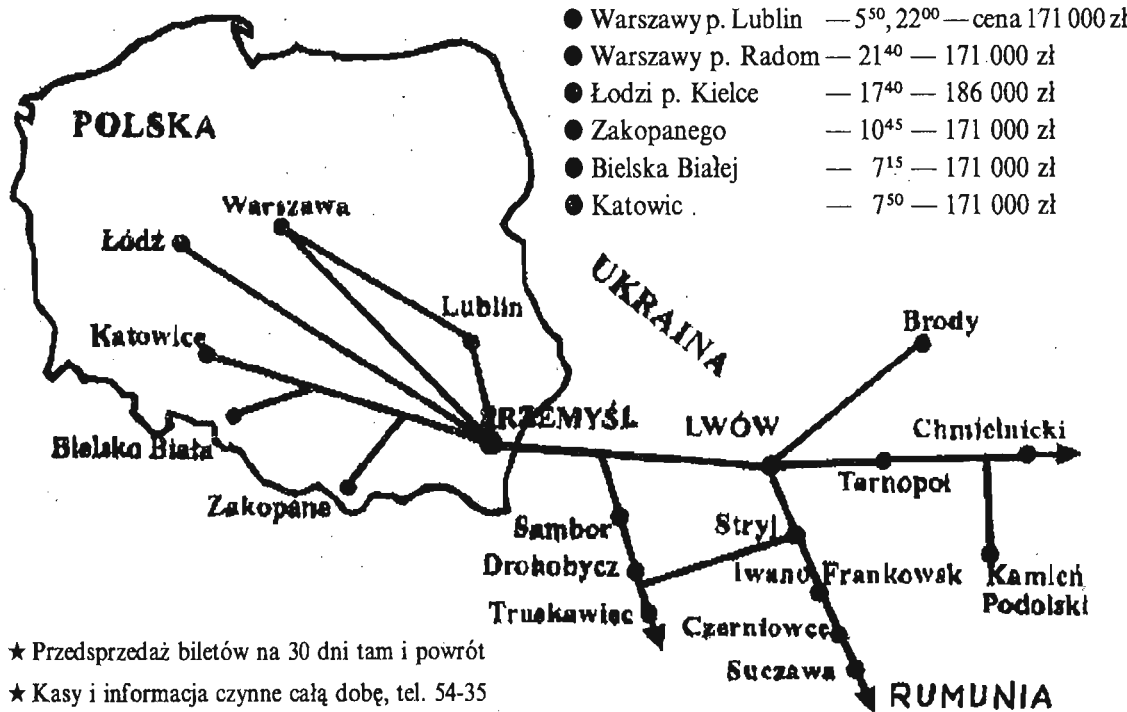 ● Warszawy p. Lublin — 5⁵⁰, 22⁰⁰ — cena 171 000 zł
● Warszawy p. Radom — 21⁴⁰ — 171 000 zł
● Łodzi p. Kielce — 17⁴⁰ — 186 000 zł
● Zakopanego — 10⁴⁵ — 171 000 zł
● Bielska Białej — 7¹⁵ — 171 000 zł
● Katowic — 7⁵⁰ — 171 000 zł
POLSKA
Warszawa
Łódź
UKRAINA
Lublin
Katowice
Brody
PRZEMYŚL
LWÓW
Chmielnicki
Bielsko Biała
Tarnopol
Zakopane
Sambor
Stryj
Drohobycz
Iwano Frankowsk
Kamień
Podolski
Truskawiec
Czerniowce
Suczawa
RUMUNIA
★ Przedsprzedaż biletów na 30 dni tam i powrót
★ Kasy i informacja czynne całą dobę, tel. 54-35